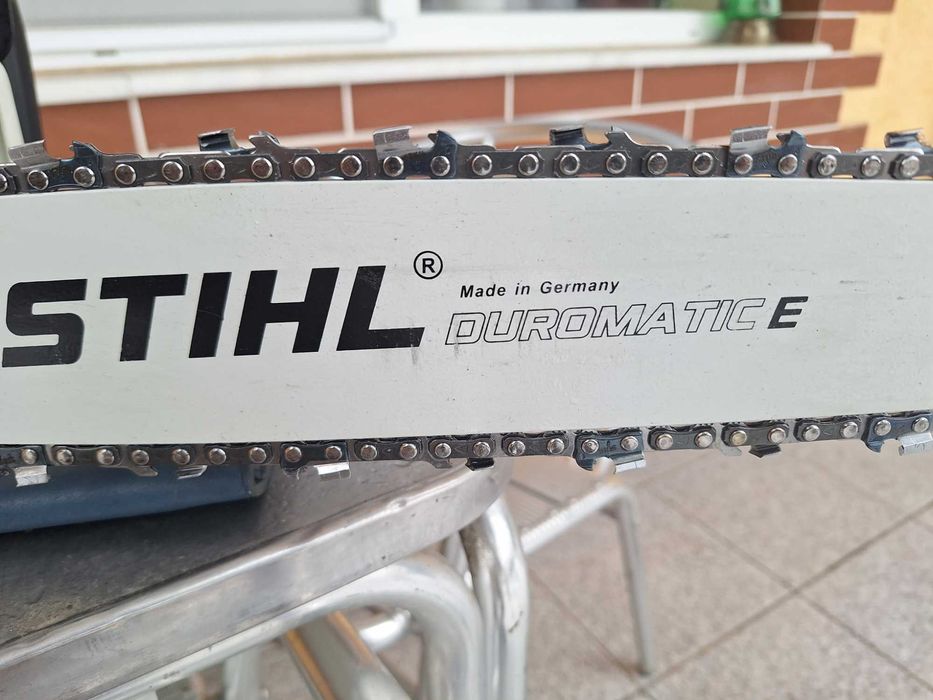 STIHL®
Made in Germany
DUROMATIC E